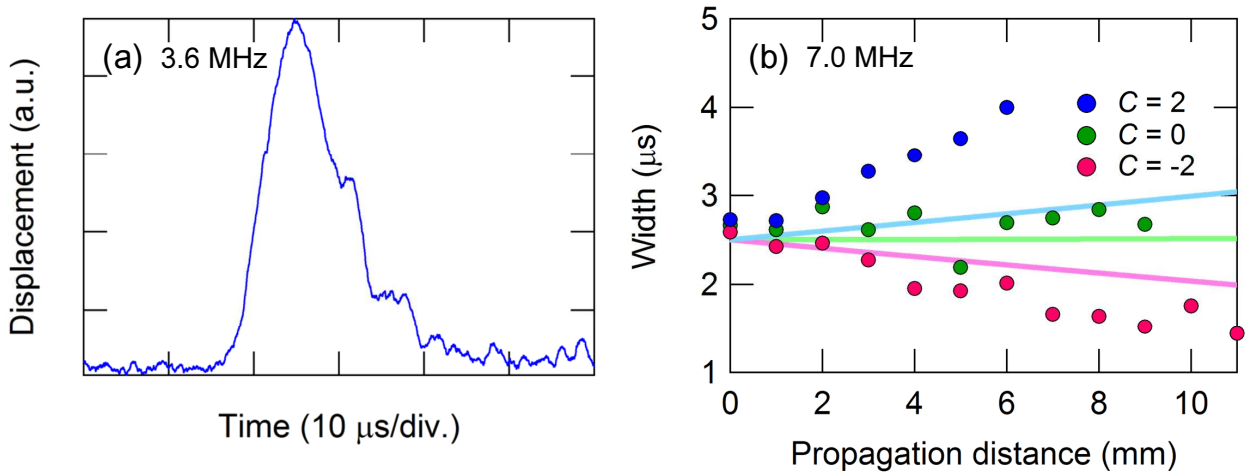 (a) 3.6 MHz
Displacement (a.u.)
Time (10 μs/div.)
(b) 7.0 MHz
C = 2
C = 0
C = -2
Width (μs)
5
4
3
2
1
0 2 4 6 8 10
Propagation distance (mm)